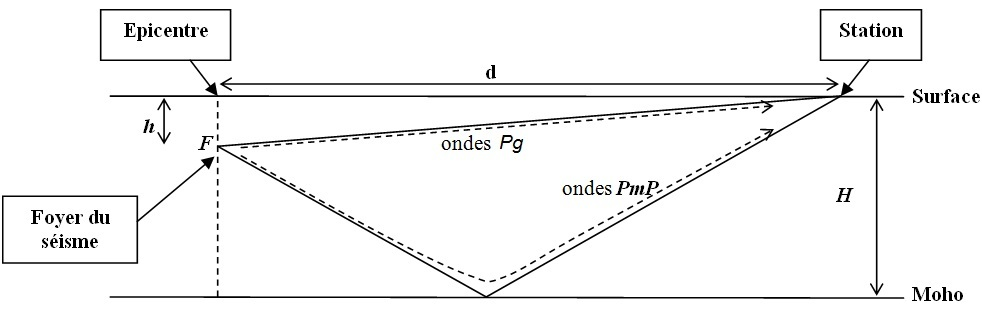 Epicentre
Station
d
Surface
h
F
ondes Pg
ondes PmP
H
Foyer du
séisme
Moho